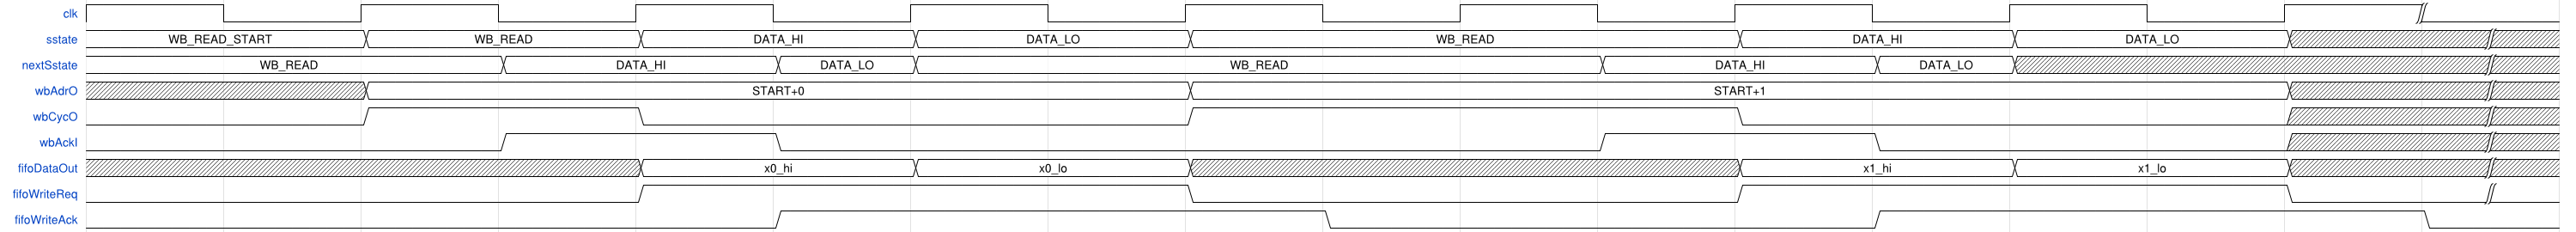 clk
sstate WB_READ_START WB_READ DATA_HI DATA_LO WB_READ DATA_HI DATA_LO
nextSstate WB_READ DATA_HI DATA_LO WB_READ DATA_HI DATA_LO
wbAdrO START+0 START+1
wbCycO
wbAckI
fifoDataOut x0_hi x0_lo x1_hi x1_lo
fifoWriteReq
fifoWriteAck